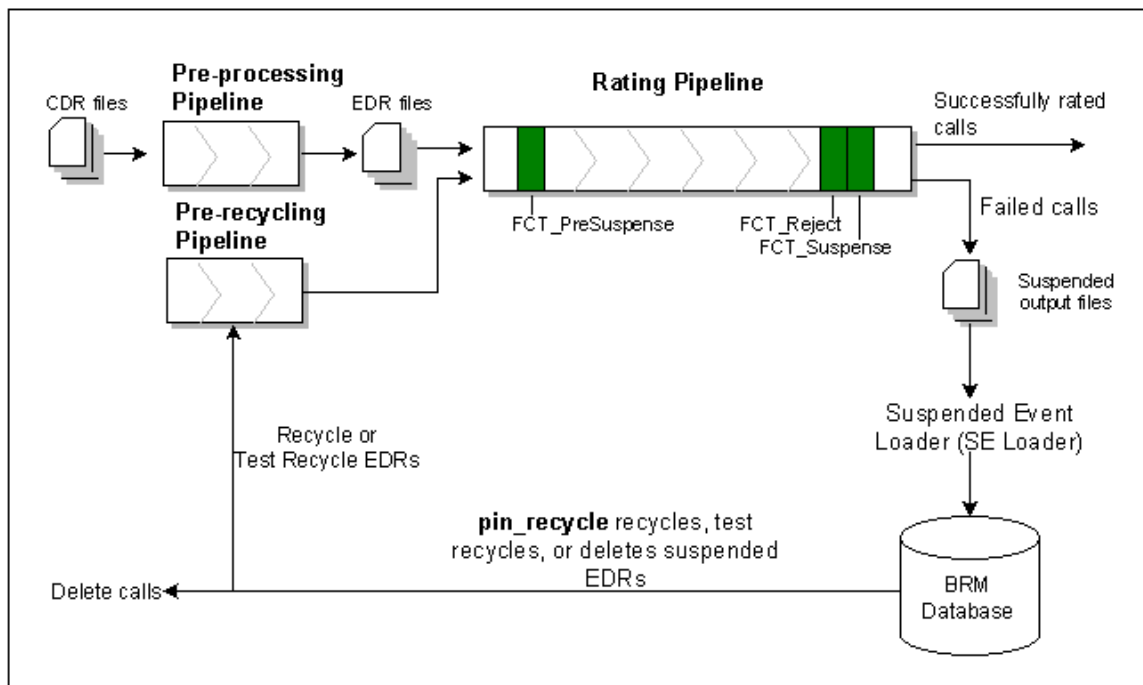 Pre-processing
Pipeline
Rating Pipeline
CDR files
EDR files
Successfully rated
calls
Pre-recycling
Pipeline
FCT_PreSuspense
FCT_Reject
FCT_Suspense
Failed calls
Suspended
output files
Suspended Event
Loader (SE Loader)
Recycle or
Test Recycle EDRs
pin_recycle recycles, test
recycles, or deletes suspended
EDRs
Delete calls
BRM
Database